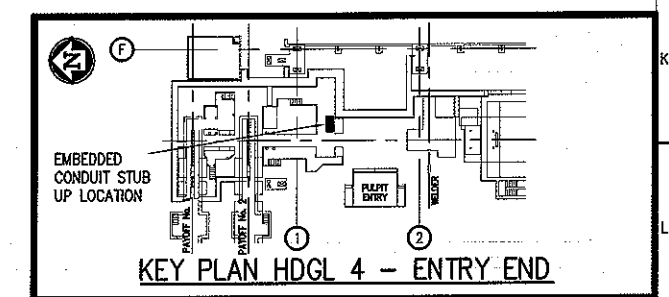 N
F
K
EMBEDDED
CONDUIT STUB
UP LOCATION
PULPIT
ENTRY
WELDER
PAYOFF No. 1
PAYOFF No. 2
1
2
L
KEY PLAN HDGL 4 - ENTRY END